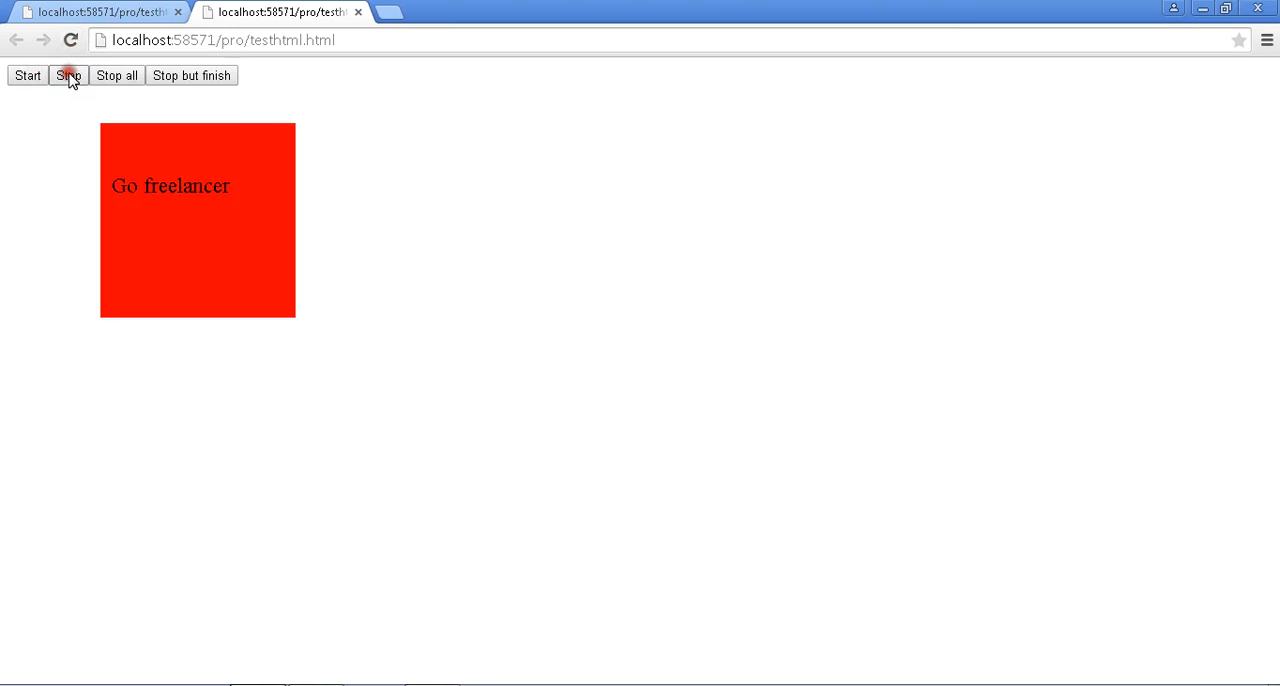 localhost:58571/pro/testh
localhost:58571/pro/testh
localhost:58571/pro/testhtml.html
Start Stop Stop all Stop but finish
Go freelancer